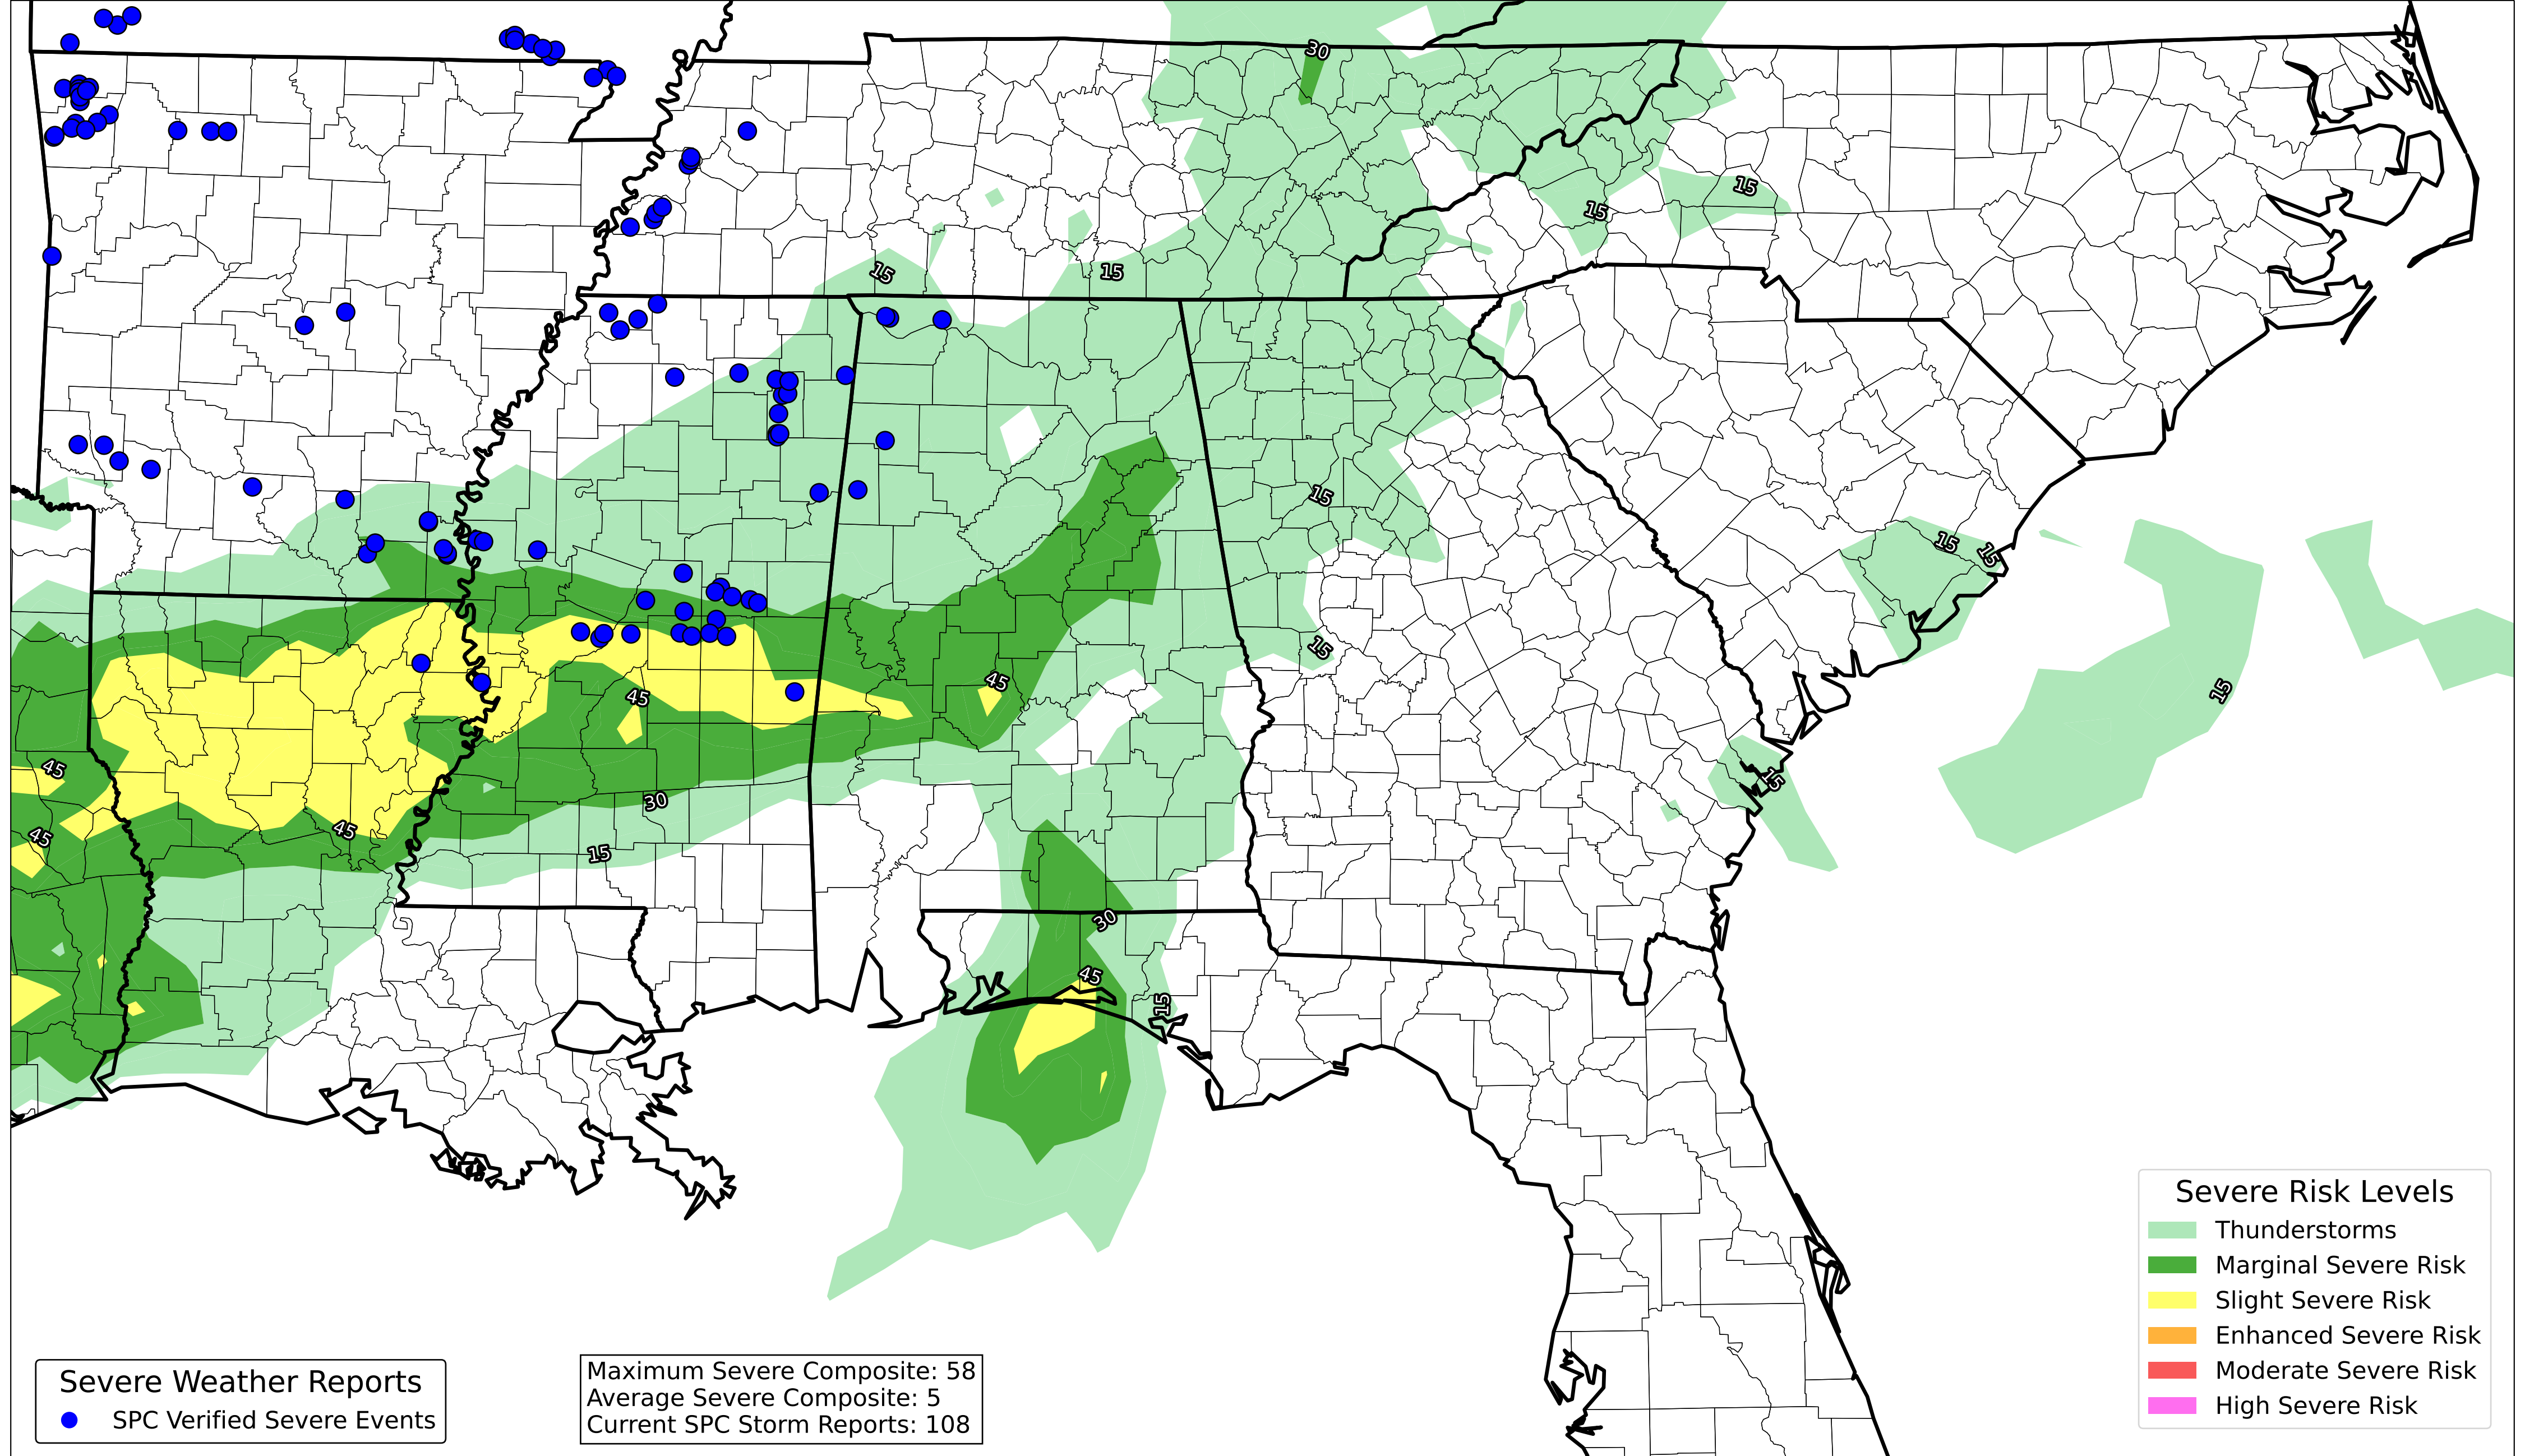 30
15
15
15
15
15
15
15
15
45
45
15
45
15
30
45
45
15
30
45
15
Severe Risk Levels
Thunderstorms
Marginal Severe Risk
Slight Severe Risk
Enhanced Severe Risk
Moderate Severe Risk
High Severe Risk
Severe Weather Reports
SPC Verified Severe Events
Maximum Severe Composite: 58
Average Severe Composite: 5
Current SPC Storm Reports: 108